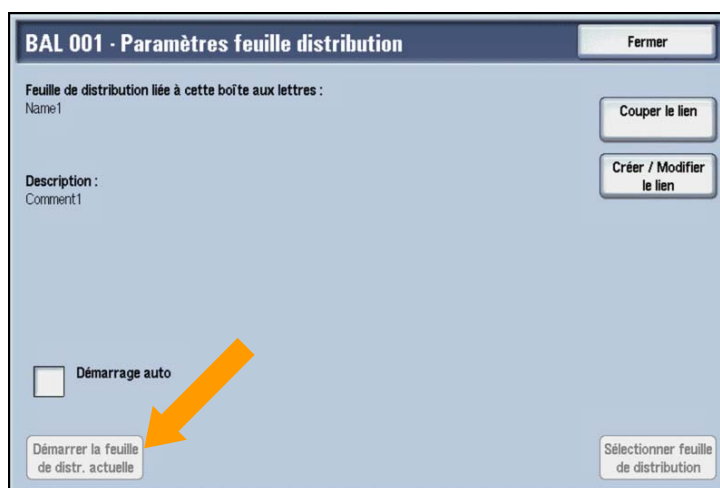 BAL 001 · Paramètres feuille distribution
Fermer
Feuille de distribution liée à cette boîte aux lettres :
Name1
Couper le lien
Créer / Modifier
le lien
Description :
Comment1
Démarrage auto
Démarrer la feuille
de distr. actuelle
Sélectionner feuille
de distribution